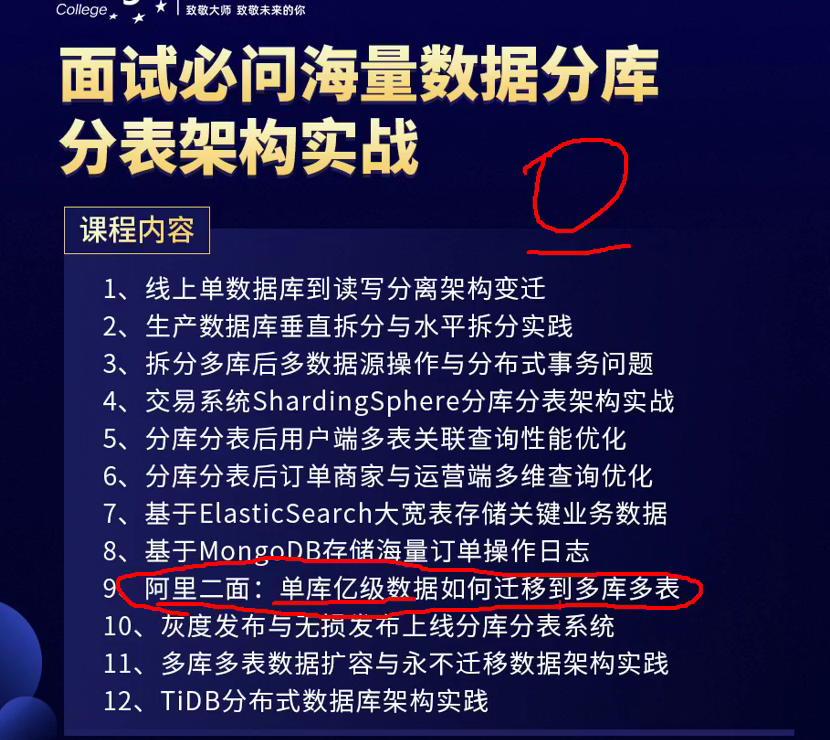 College
致敬大师 致敬未来的你
面试必问海量数据分库
分表架构实战
课程内容
1、线上单数据库到读写分离架构变迁
2、生产数据库垂直拆分与水平拆分实践
3、拆分多库后多数据源操作与分布式事务问题
4、交易系统ShardingSphere分库分表架构实战
5、分库分表后用户端多表关联查询性能优化
6、分库分表后订单商家与运营端多维查询优化
7、基于ElasticSearch大宽表存储关键业务数据
8、基于MongoDB存储海量订单操作日志
9 阿里二面：单库亿级数据如何迁移到多库多表
10、灰度发布与无损发布上线分库分表系统
11、多库多表数据扩容与永不迁移数据架构实践
12、TiDB分布式数据库架构实践